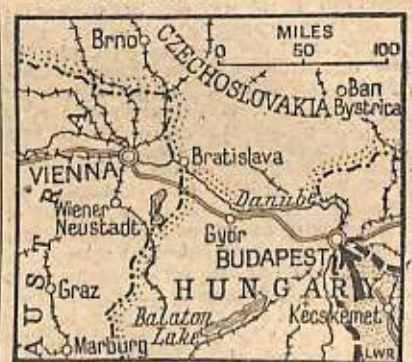 MILES
0 50 100
Brno
CZECHOSLOVAKIA
Ban
Bystrica
AUSTRIA
VIENNA
Bratislava
Wiener
Neustadt
Danube
Györ
BUDAPEST
HUNGARY
Graz
Balaton
Lake
Kecskemet
Marburg
LWR